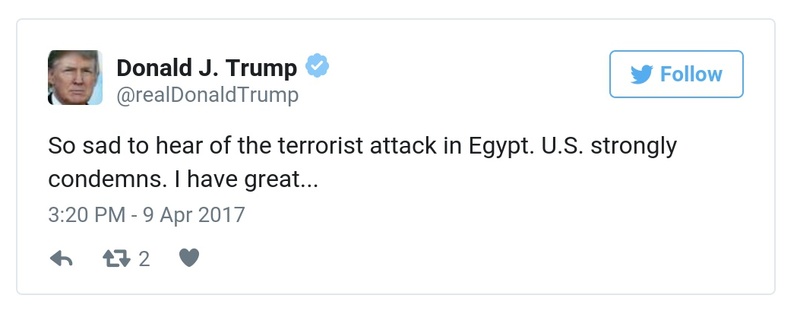 Donald J. Trump
@realDonaldTrump
Follow
So sad to hear of the terrorist attack in Egypt. U.S. strongly
condemns. I have great...
3:20 PM - 9 Apr 2017
2